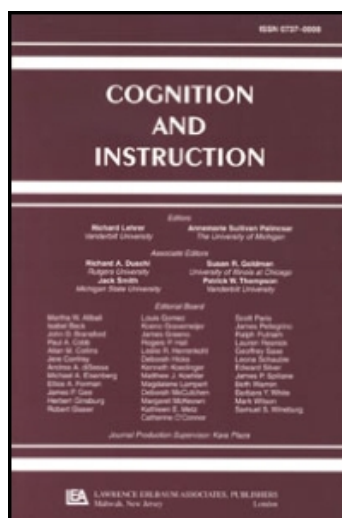 ISSN 0737-0008
COGNITION
AND
INSTRUCTION
Editors
Richard Lehrer
Vanderbilt University
Annemarie Sullivan Palincsar
The University of Michigan
Associate Editors
Richard A. Duschl
Rutgers University
Jack Smith
Michigan State University
Susan R. Goldman
University of Illinois at Chicago
Patrick W. Thompson
Vanderbilt University
Editorial Board
Martha W. Alibali
Isabel Beck
John D. Bransford
Paul A. Cobb
Allan M. Collins
Jere Confrey
Andrea A. diSessa
Michael A. Eisenberg
Ellice A. Forman
James P. Gee
Herbert Ginsburg
Robert Glaser
Louis Gomez
Koeno Gravemeijer
James Greeno
Rogers P. Hall
Leslie R. Herrenkohl
Deborah Hicks
Kenneth Koedinger
Matthew J. Koehler
Magdalene Lampert
Deborah McCutchen
Margaret McKeown
Kathleen E. Metz
Catherine O'Connor
Scott Paris
James Pellegrino
Ralph Putnam
Lauren Resnick
Geoffrey Saxe
Leona Schauble
Edward Silver
James P. Spillane
Beth Warren
Barbara Y. White
Mark Wilson
Samuel S. Wineburg
Journal Production Supervisor: Kara Plaza
LEA
LAWRENCE ERLBAUM ASSOCIATES, PUBLISHERS
Mahwah, New Jersey
London